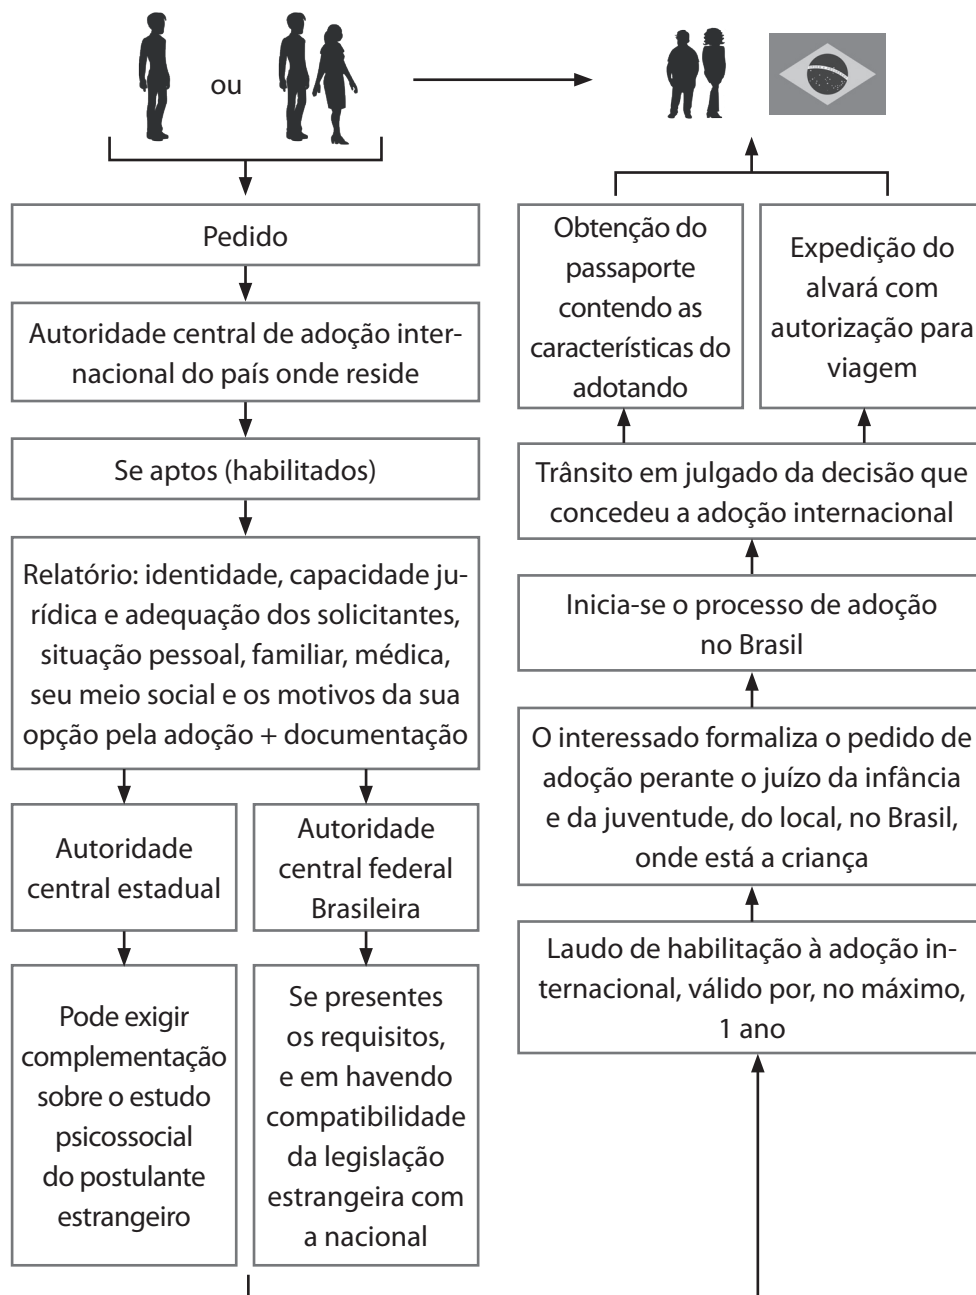 ou
Pedido
Autoridade central de adoção inter-
nacional do país onde reside
Se aptos (habilitados)
Relatório: identidade, capacidade ju-
rídica e adequação dos solicitantes,
situação pessoal, familiar, médica,
seu meio social e os motivos da sua
opção pela adoção + documentação
Autoridade
central estadual
Autoridade
central federal
Brasileira
Pode exigir
complementação
sobre o estudo
psicossocial
do postulante
estrangeiro
Se presentes
os requisitos,
e em havendo
compatibilidade
da legislação
estrangeira com
a nacional
Laudo de habilitação à adoção in-
ternacional, válido por, no máximo,
1 ano
O interessado formaliza o pedido de
adoção perante o juízo da infância
e da juventude, do local, no Brasil,
onde está a criança
Inicia-se o processo de adoção
no Brasil
Trânsito em julgado da decisão que
concedeu a adoção internacional
Obtenção do
passaporte
contendo as
características do
adotando
Expedição do
alvará com
autorização para
viagem